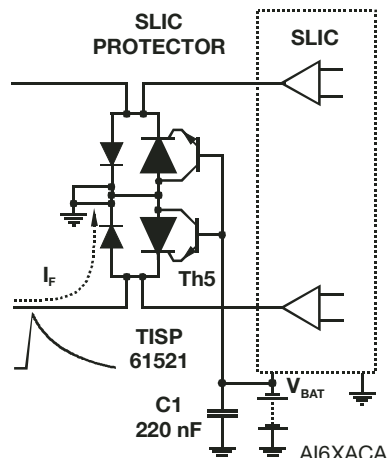 SLIC
PROTECTOR
SLIC
IF
Th5
TISP
61521
C1
220 nF
VBAT
AI6XACA